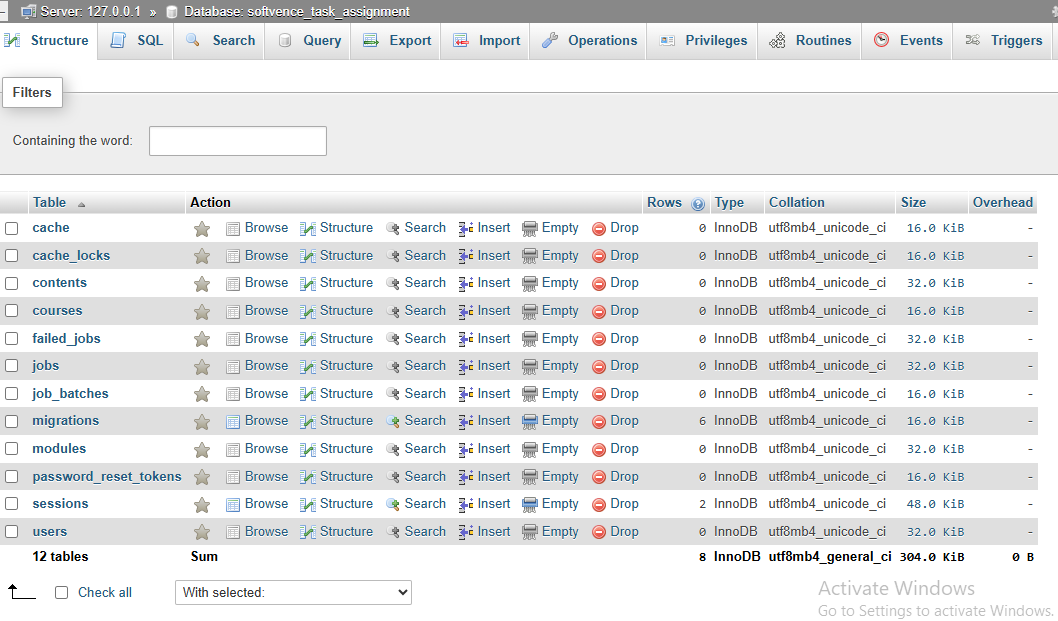 Server: 127.0.0.1 » Database: softvence_task_assignment
Structure SQL Search Query Export Import Operations Privileges Routines Events Triggers
Filters
Containing the word:
Table Action Rows Type Collation Size Overhead
cache Browse Structure Search Insert Empty Drop 0 InnoDB utf8mb4_unicode_ci 16.0 KiB -
cache_locks Browse Structure Search Insert Empty Drop 0 InnoDB utf8mb4_unicode_ci 16.0 KiB -
contents Browse Structure Search Insert Empty Drop 0 InnoDB utf8mb4_unicode_ci 32.0 KiB -
courses Browse Structure Search Insert Empty Drop 0 InnoDB utf8mb4_unicode_ci 16.0 KiB -
failed_jobs Browse Structure Search Insert Empty Drop 0 InnoDB utf8mb4_unicode_ci 32.0 KiB -
jobs Browse Structure Search Insert Empty Drop 0 InnoDB utf8mb4_unicode_ci 32.0 KiB -
job_batches Browse Structure Search Insert Empty Drop 0 InnoDB utf8mb4_unicode_ci 16.0 KiB -
migrations Browse Structure Search Insert Empty Drop 6 InnoDB utf8mb4_unicode_ci 16.0 KiB -
modules Browse Structure Search Insert Empty Drop 0 InnoDB utf8mb4_unicode_ci 32.0 KiB -
password_reset_tokens Browse Structure Search Insert Empty Drop 0 InnoDB utf8mb4_unicode_ci 16.0 KiB -
sessions Browse Structure Search Insert Empty Drop 2 InnoDB utf8mb4_unicode_ci 48.0 KiB -
users Browse Structure Search Insert Empty Drop 0 InnoDB utf8mb4_unicode_ci 32.0 KiB -
12 tables Sum 8 InnoDB utf8mb4_general_ci 304.0 KiB 0 B
Check all With selected:
Activate Windows
Go to Settings to activate Windows.